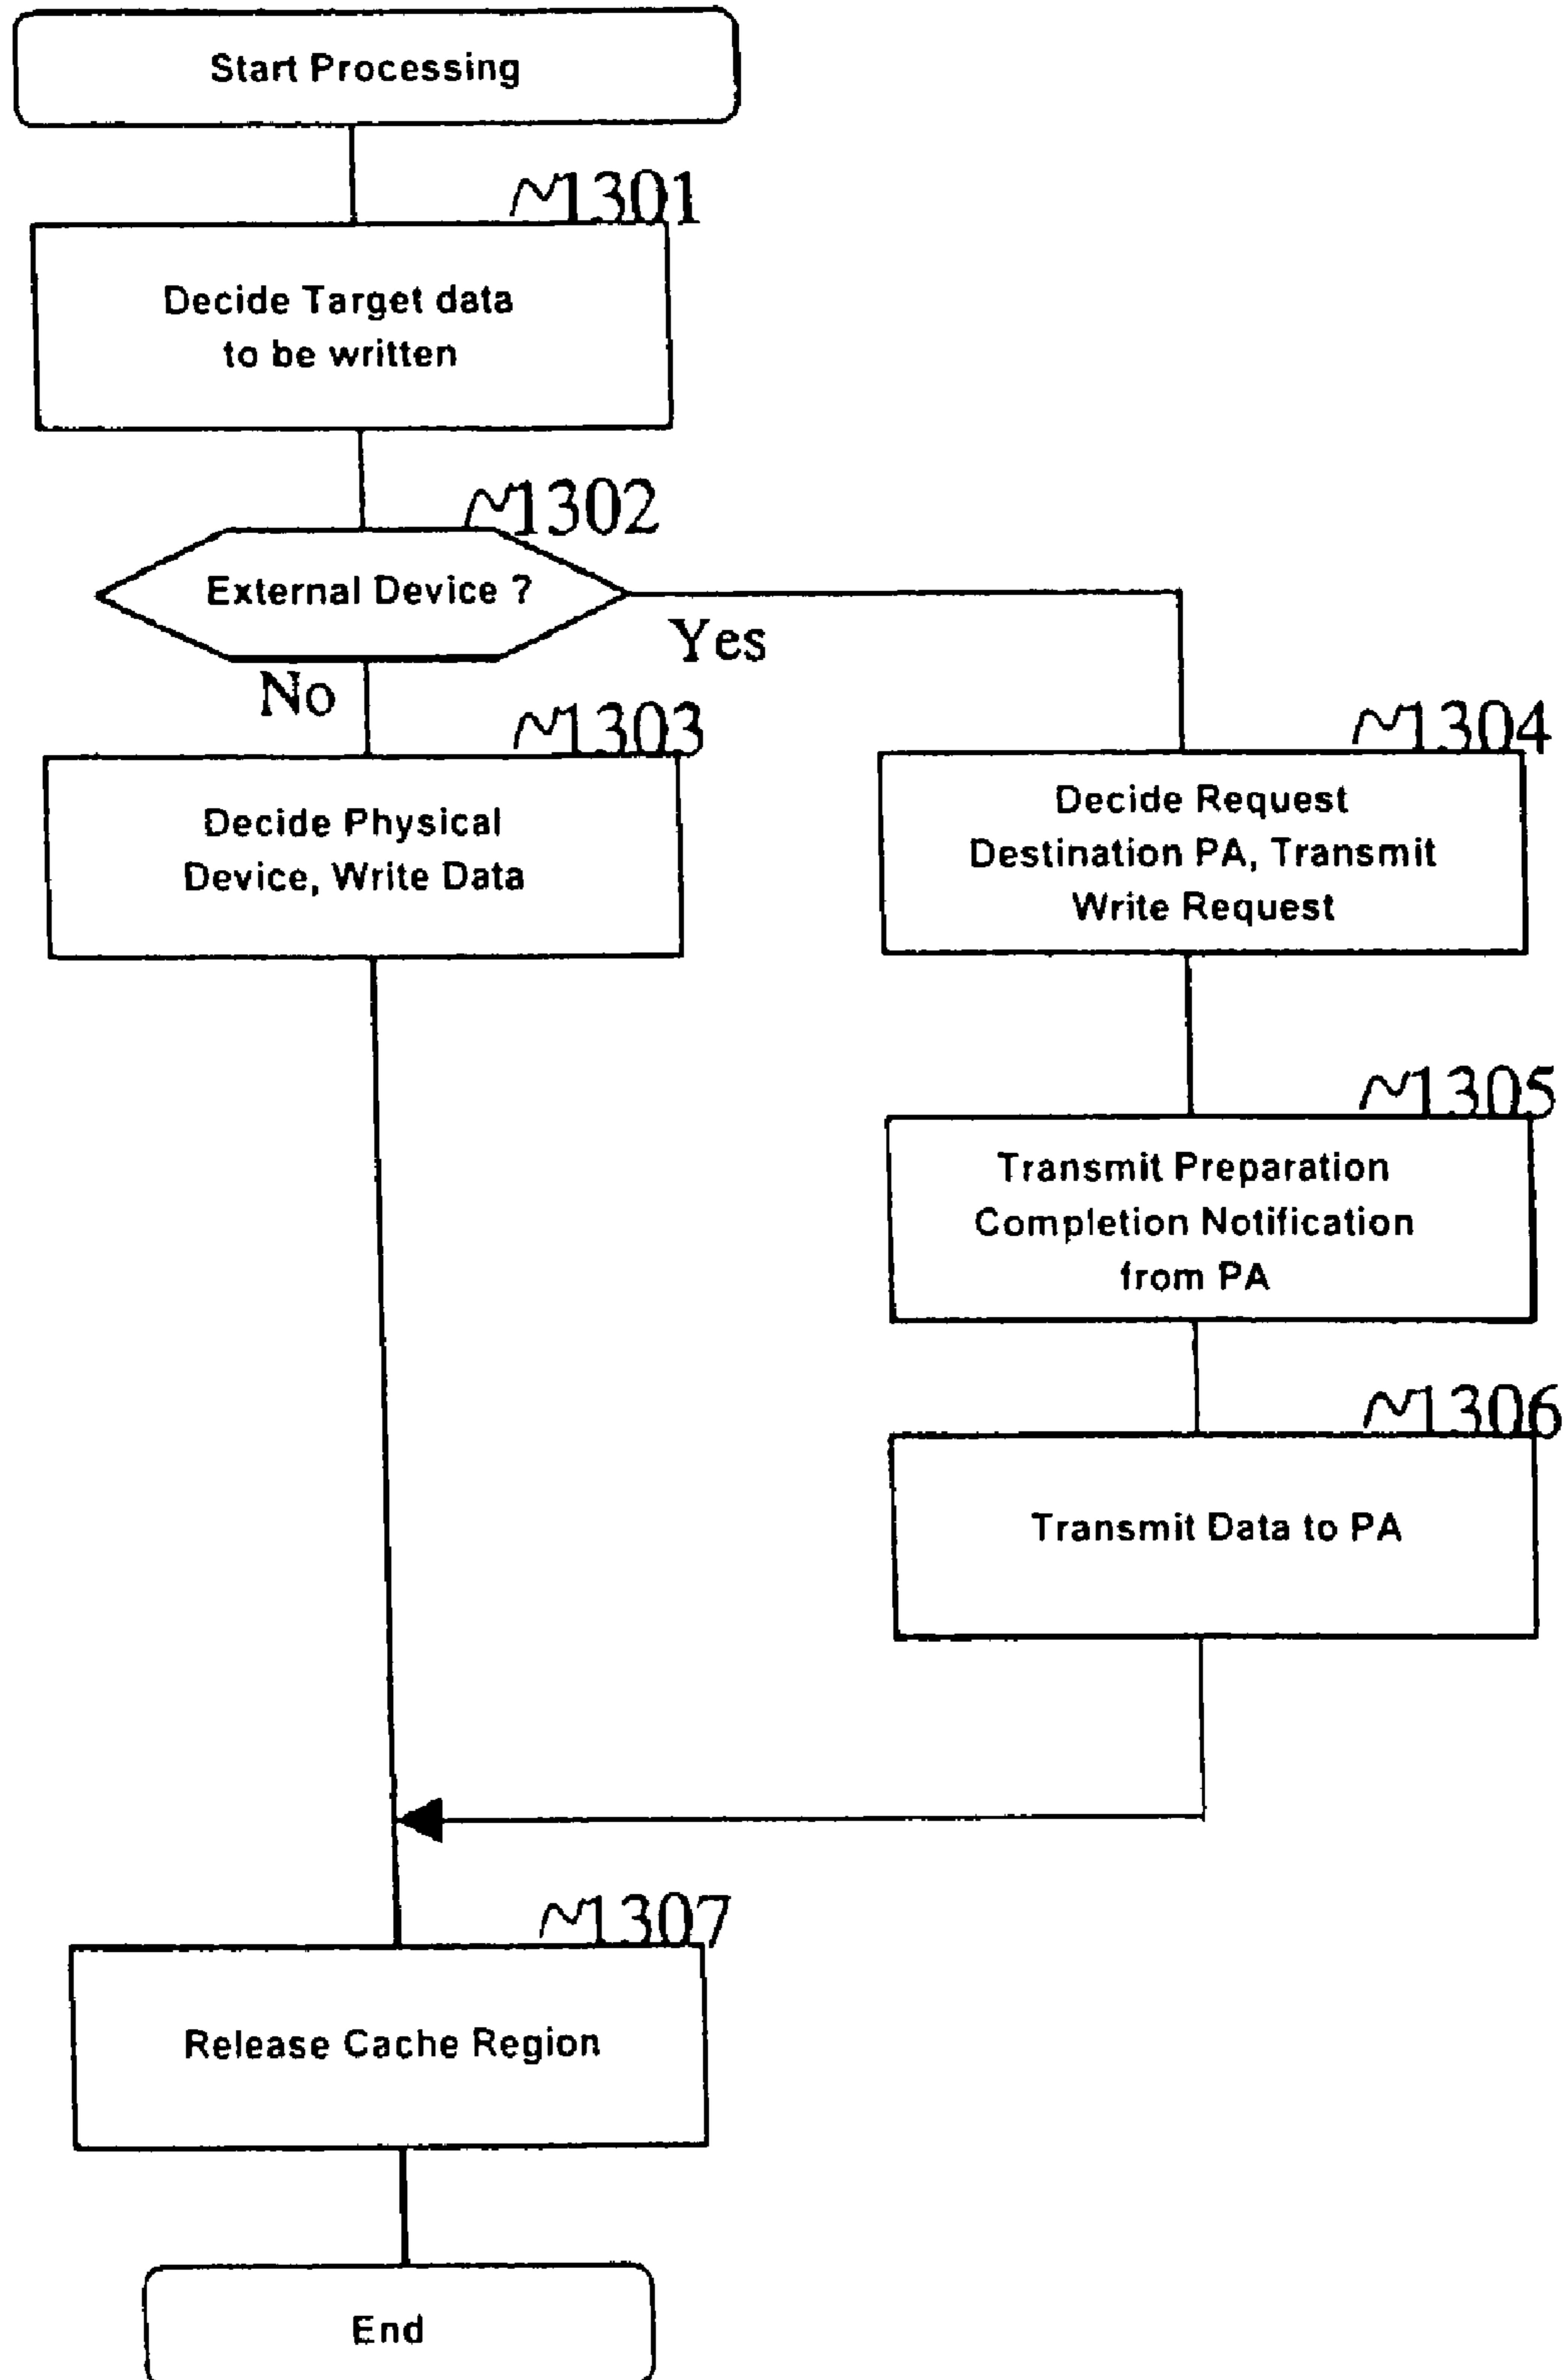 Start Processing
1301
Decide Target data
to be written
1302
External Device ?
Yes
No
1303
Decide Physical
Device, Write Data
1304
Decide Request
Destination PA, Transmit
Write Request
1305
Transmit Preparation
Completion Notification
from PA
1306
Transmit Data to PA
1307
Release Cache Region
End